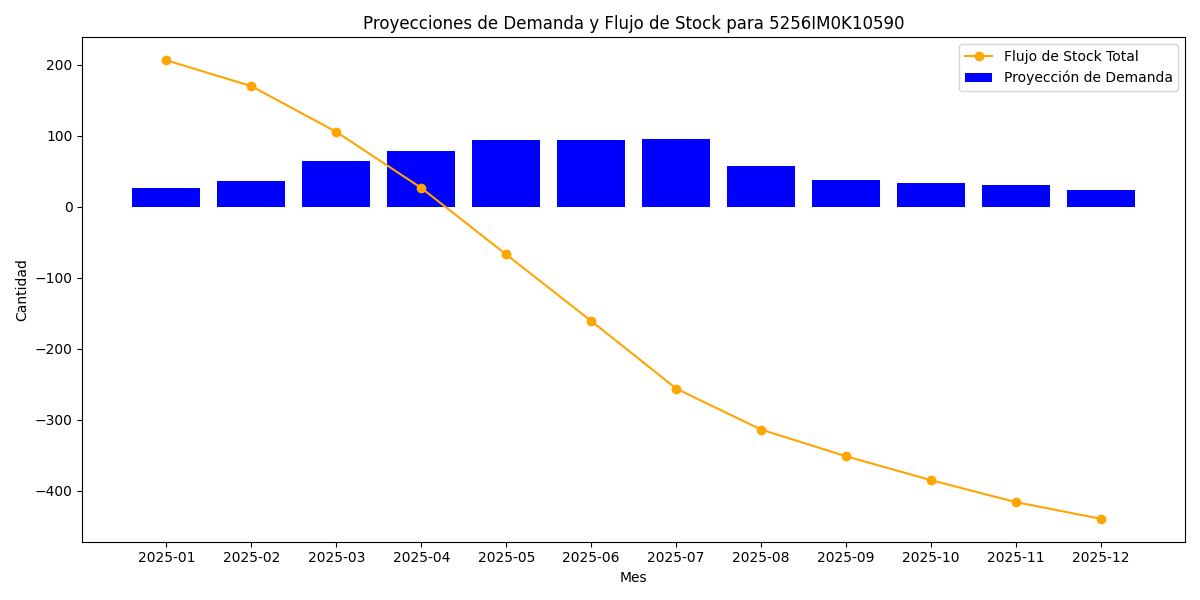 Proyecciones de Demanda y Flujo de Stock para 5256IM0K10590
Flujo de Stock Total
Proyección de Demanda
200
100
0
−100
−200
−300
−400
Cantidad
2025-01 2025-02 2025-03 2025-04 2025-05 2025-06 2025-07 2025-08 2025-09 2025-10 2025-11 2025-12
Mes